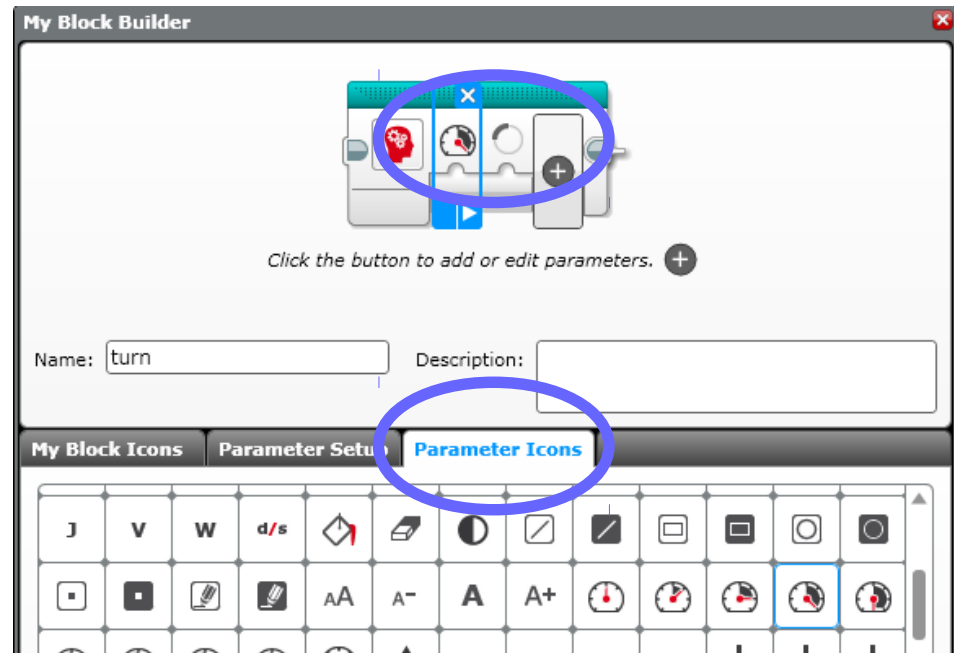 My Block Builder
Click the button to add or edit parameters.
Name: turn Description:
My Block Icons Parameter Setup Parameter Icons
J V W d/s
AA A- A A+